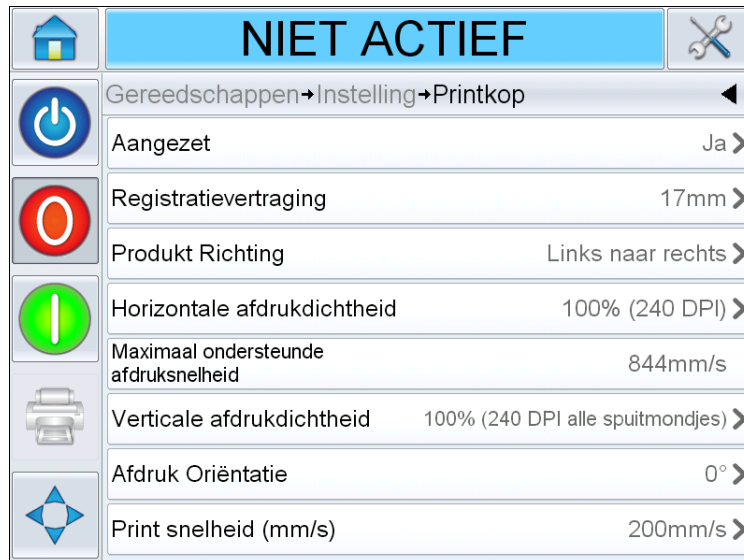 NIET ACTIEF
Gereedschappen→Instelling→Printkop
Aangezet Ja
Registratievertraging 17mm
Produkt Richting Links naar rechts
Horizontale afdrukdichtheid 100% (240 DPI)
Maximaal ondersteunde
afdruksnelheid 844mm/s
Verticale afdrukdichtheid 100% (240 DPI alle spuitmondjes)
Afdruk Oriëntatie 0°
Print snelheid (mm/s) 200mm/s